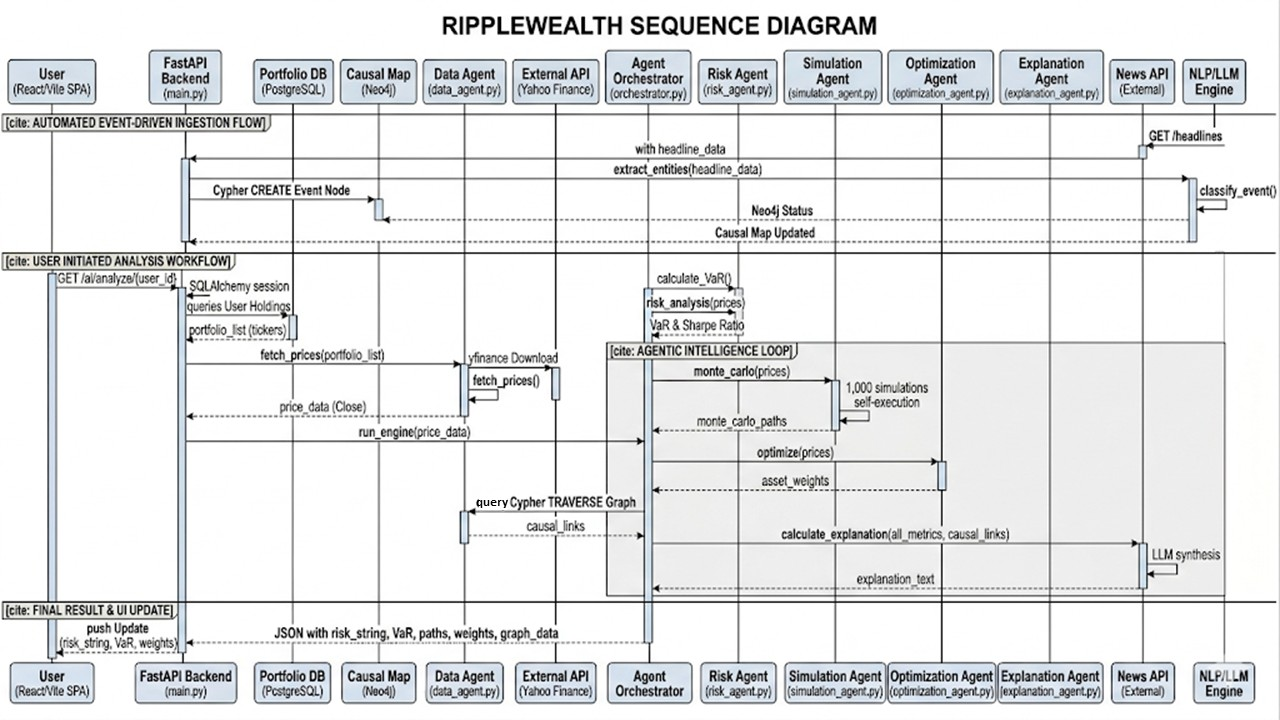 RIPPLEWEALTH SEQUENCE DIAGRAM
User
(React/Vite SPA)
FastAPI
Backend
(main.py)
Portfolio DB
(PostgreSQL)
Causal Map
(Neo4j)
Data Agent
(data_agent.py)
External API
(Yahoo Finance)
Agent
Orchestrator
(orchestrator.py)
Risk Agent
(risk_agent.py)
Simulation
Agent
(simulation_agent.py)
Optimization
Agent
(optimization_agent.py)
Explanation
Agent
(explanation_agent.py)
News API
(External)
NLP/LLM
Engine
[cite: AUTOMATED EVENT-DRIVEN INGESTION FLOW]
GET /headlines
with headline_data
extract_entities(headline_data)
Cypher CREATE Event Node
classify_event()
Neo4j Status
Causal Map Updated
[cite: USER INITIATED ANALYSIS WORKFLOW]
GET /ai/analyze/{user_id}
SQLAlchemy session
queries User Holdings
portfolio_list (tickers)
calculate_VaR()
risk_analysis(prices)
VaR & Sharpe Ratio
[cite: AGENTIC INTELLIGENCE LOOP]
fetch_prices(portfolio_list)
yfinance Download
fetch_prices()
monte_carlo(prices)
1,000 simulations
self-execution
price_data (Close)
monte_carlo_paths
run_engine(price_data)
optimize(prices)
asset_weights
query Cypher TRAVERSE Graph
causal_links
calculate_explanation(all_metrics, causal_links)
LLM synthesis
explanation_text
[cite: FINAL RESULT & UI UPDATE]
push Update
(risk_string, VaR, weights)
JSON with risk_string, VaR, paths, weights, graph_data
User
(React/Vite SPA)
FastAPI Backend
(main.py)
Portfolio DB
(PostgreSQL)
Causal Map
(Neo4j)
Data Agent
(data_agent.py)
External API
(Yahoo Finance)
Agent
Orchestrator
Risk Agent
(risk_agent.py)
Simulation Agent
(simulation_agent.py)
Optimization Agent
(optimization_agent.py)
Explanation Agent
(explanation_agent.py)
News API
(External)
NLP/LLM
Engine